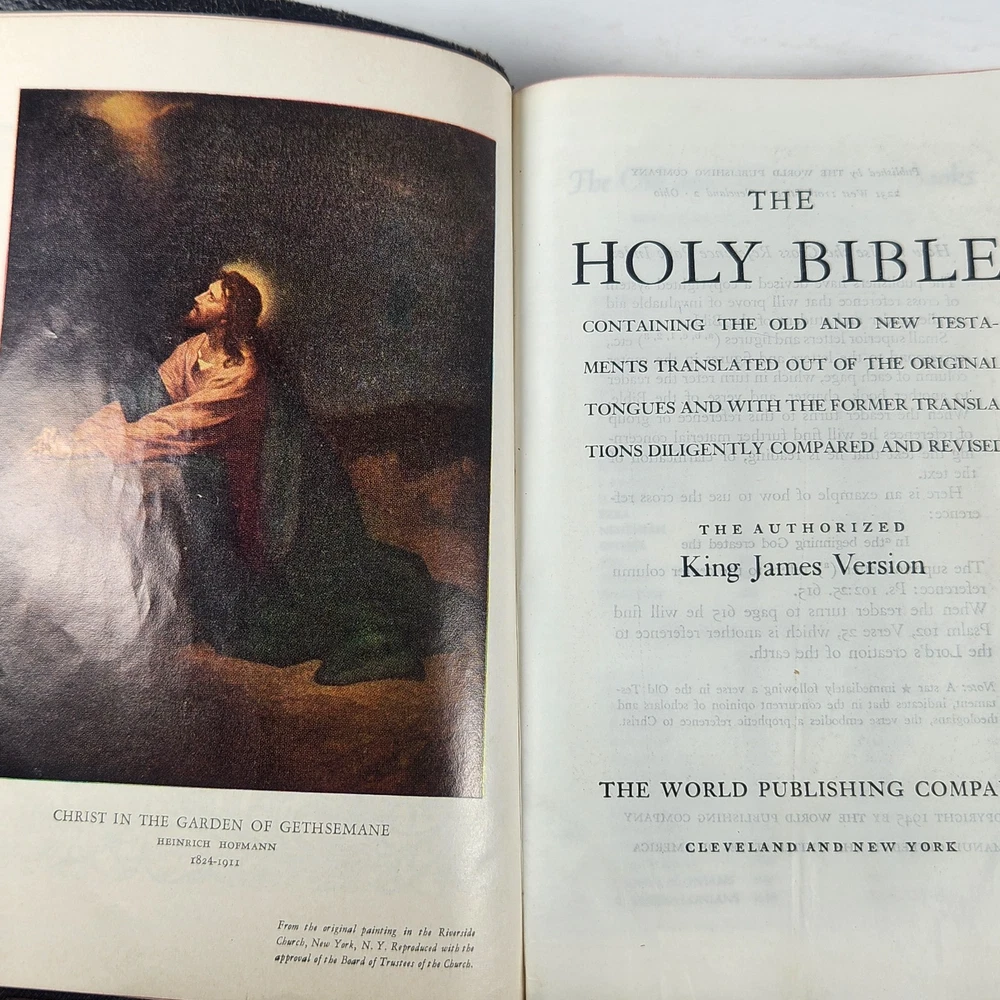 CHRIST IN THE GARDEN OF GETHSEMANE
HEINRICH HOFMANN
1824-1911
From the original painting in the Riverside
Church, New York, N. Y. Reproduced with the
approval of the Board of Trustees of the Church.
THE
HOLY BIBLE
CONTAINING THE OLD AND NEW TESTA-
MENTS TRANSLATED OUT OF THE ORIGINAL
TONGUES AND WITH THE FORMER TRANSLA
TIONS DILIGENTLY COMPARED AND REVISED
THE AUTHORIZED
King James Version
THE WORLD PUBLISHING COMPA
CLEVELAND AND NEW YORK